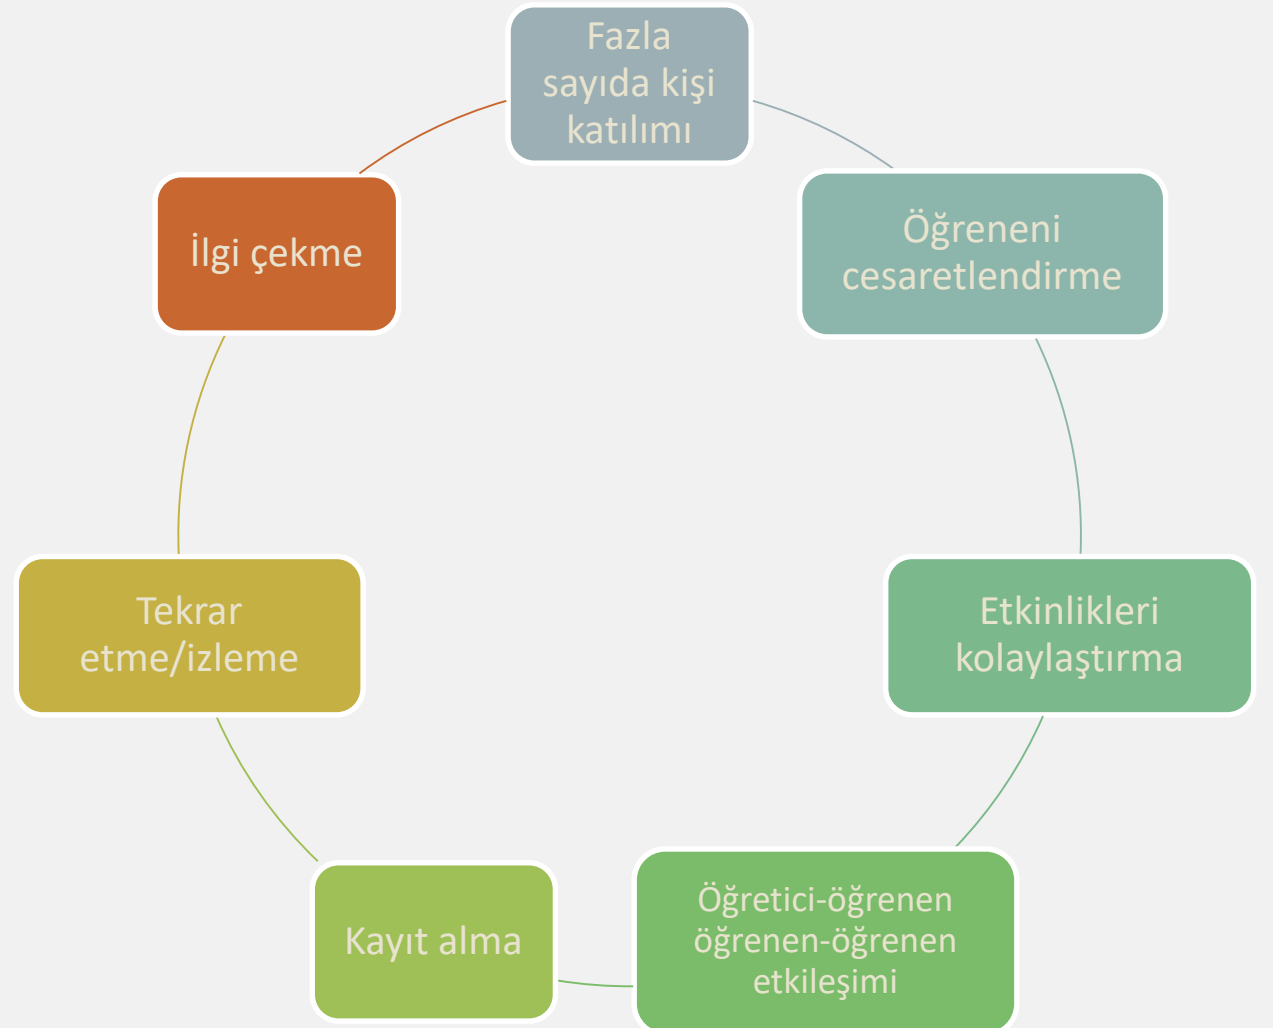 Fazla
sayıda kişi
katılımı
Öğreneni
cesaretlendirme
Etkinlikleri
kolaylaştırma
Öğretici-öğrenen
öğrenen-öğrenen
etkileşimi
Kayıt alma
Tekrar
etme/izleme
İlgi çekme